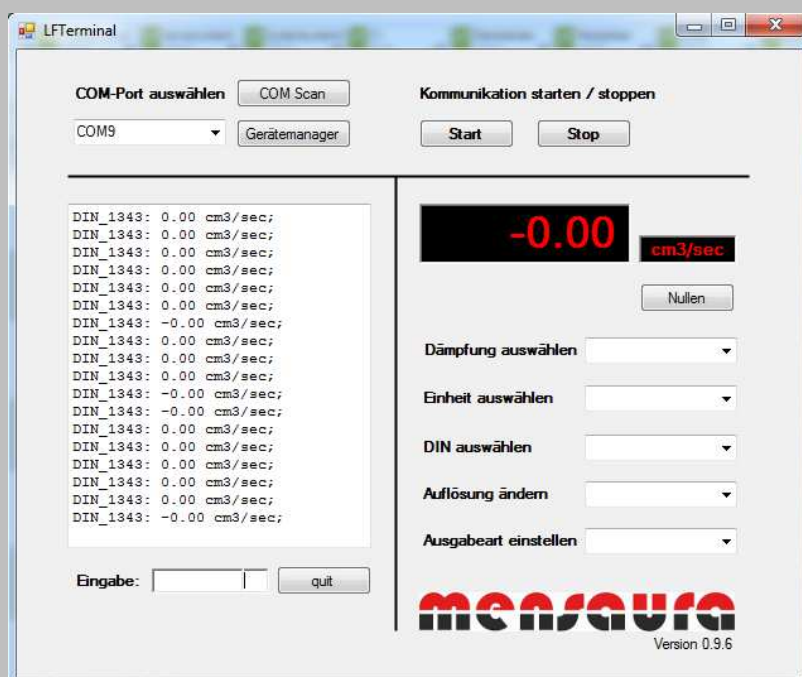 LFTerminal
COM-Port auswählen
COM Scan
Kommunikation starten / stoppen
COM9
Gerätemanager
Start
Stop
DIN_1343: 0.00 cm3/sec;
DIN_1343: 0.00 cm3/sec;
DIN_1343: 0.00 cm3/sec;
DIN_1343: 0.00 cm3/sec;
DIN_1343: 0.00 cm3/sec;
DIN_1343: 0.00 cm3/sec;
DIN_1343: -0.00 cm3/sec;
DIN_1343: 0.00 cm3/sec;
DIN_1343: 0.00 cm3/sec;
DIN_1343: 0.00 cm3/sec;
DIN_1343: -0.00 cm3/sec;
DIN_1343: -0.00 cm3/sec;
DIN_1343: 0.00 cm3/sec;
DIN_1343: 0.00 cm3/sec;
DIN_1343: 0.00 cm3/sec;
DIN_1343: 0.00 cm3/sec;
DIN_1343: 0.00 cm3/sec;
DIN_1343: -0.00 cm3/sec;
Eingabe:
quit
-0.00
cm3/sec
Nullen
Dämpfung auswählen
Einheit auswählen
DIN auswählen
Auflösung ändern
Ausgabeart einstellen
mensaura
Version 0.9.6